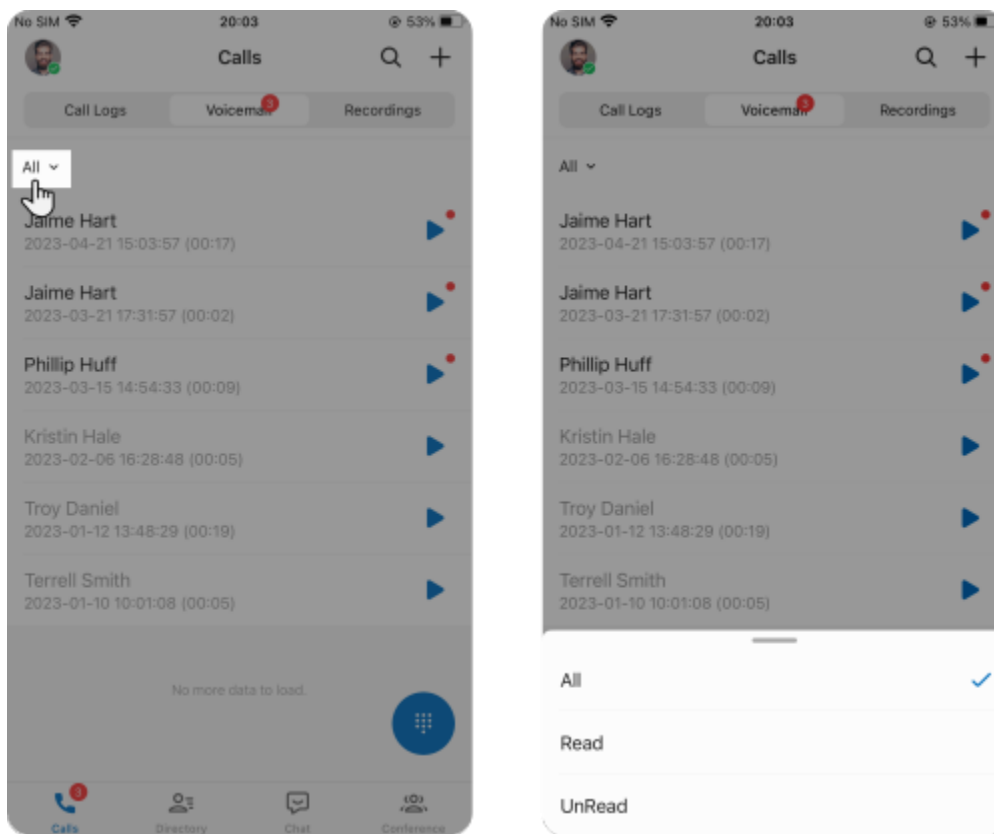 No SIM 20:03 53%
Calls
Call Logs Voicemail 3 Recordings
All
Jaime Hart
2023-04-21 15:03:57 (00:17)
Jaime Hart
2023-03-21 17:31:57 (00:02)
Phillip Huff
2023-03-15 14:54:33 (00:09)
Kristin Hale
2023-02-06 16:28:48 (00:05)
Troy Daniel
2023-01-12 13:48:29 (00:19)
Terrell Smith
2023-01-10 10:01:08 (00:05)
No more data to load.
3
Calls Directory Chat Conference
No SIM 20:03 53%
Calls
Call Logs Voicemail 3 Recordings
All
Jaime Hart
2023-04-21 15:03:57 (00:17)
Jaime Hart
2023-03-21 17:31:57 (00:02)
Phillip Huff
2023-03-15 14:54:33 (00:09)
Kristin Hale
2023-02-06 16:28:48 (00:05)
Troy Daniel
2023-01-12 13:48:29 (00:19)
Terrell Smith
2023-01-10 10:01:08 (00:05)
All
Read
UnRead